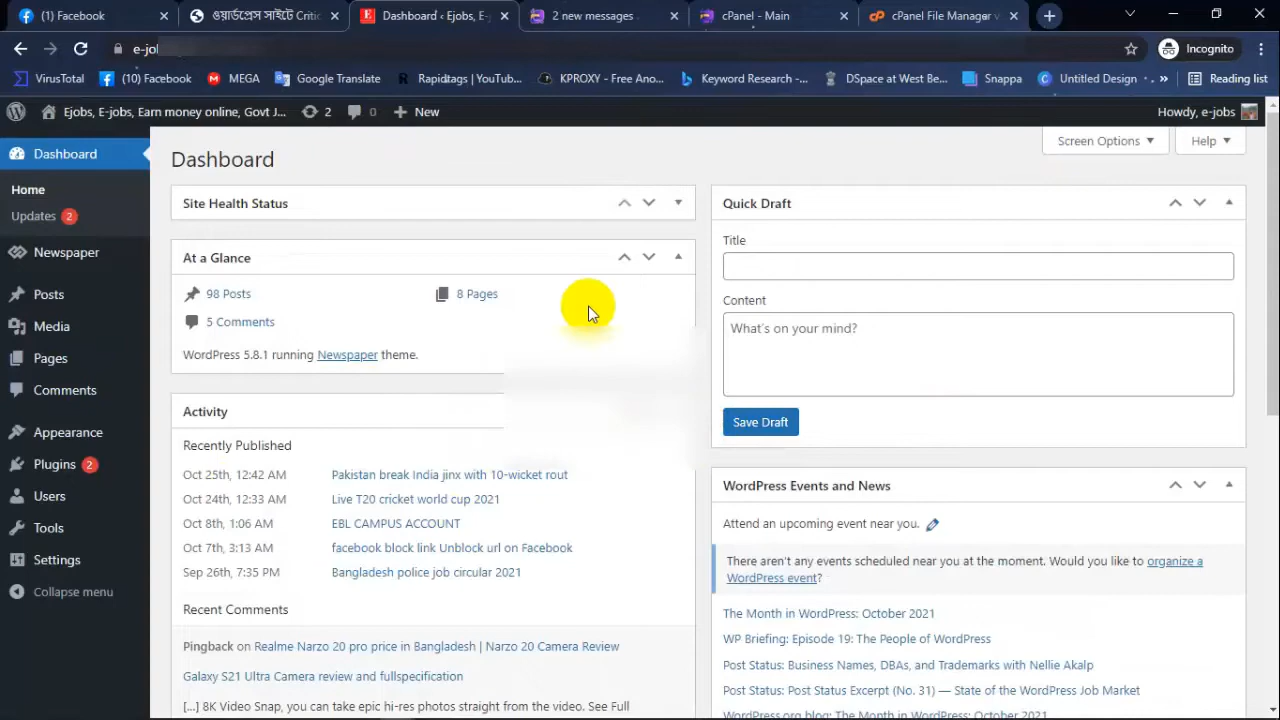 (1) Facebook
ওয়ার্ডপ্রেস সাইটে Critic
Dashboard ‹ Ejobs, E-j
2 new messages
cPanel - Main
cPanel File Manager v
e-jo
Incognito
VirusTotal
(10) Facebook
MEGA
Google Translate
Rapidtags | YouTub...
KPROXY - Free Ano...
Keyword Research -...
DSpace at West Be...
Snappa
Untitled Design -...
»
Reading list
Ejobs, E-jobs, Earn money online, Govt J...
2
0
New
Howdy, e-jobs
Dashboard
Home
Updates 2
Newspaper
Posts
Media
Pages
Comments
Appearance
Plugins 2
Users
Tools
Settings
Collapse menu
Screen Options
Help
Dashboard
Site Health Status
At a Glance
98 Posts
8 Pages
5 Comments
WordPress 5.8.1 running Newspaper theme.
Activity
Recently Published
Oct 25th, 12:42 AM Pakistan break India jinx with 10-wicket rout
Oct 24th, 12:33 AM Live T20 cricket world cup 2021
Oct 8th, 1:06 AM EBL CAMPUS ACCOUNT
Oct 7th, 3:13 AM facebook block link Unblock url on Facebook
Sep 26th, 7:35 PM Bangladesh police job circular 2021
Recent Comments
Pingback on Realme Narzo 20 pro price in Bangladesh | Narzo 20 Camera Review
Galaxy S21 Ultra Camera review and fullspecification
[...] 8K Video Snap, you can take epic hi-res photos straight from the video. See Full
Quick Draft
Title
Content
What's on your mind?
Save Draft
WordPress Events and News
Attend an upcoming event near you.
There aren't any events scheduled near you at the moment. Would you like to organize a
WordPress event?
The Month in WordPress: October 2021
WP Briefing: Episode 19: The People of WordPress
Post Status: Business Names, DBAs, and Trademarks with Nellie Akalp
Post Status: Post Status Excerpt (No. 31) — State of the WordPress Job Market
WordPress.org blog: The Month in WordPress: October 2021